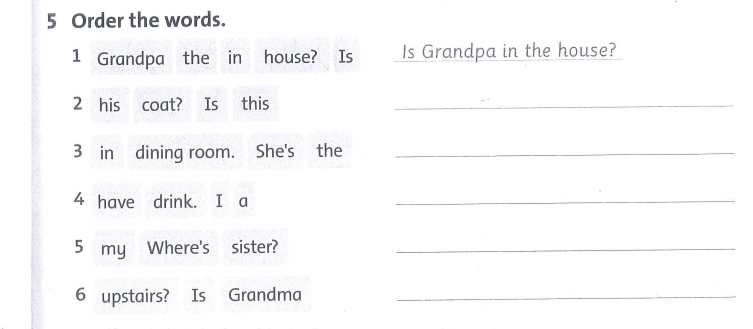 5 Order the words.
1 Grandpa the in house? Is Is Grandpa in the house?
2 his coat? Is this
3 in dining room. She's the
4 have drink. I a
5 my Where's sister?
6 upstairs? Is Grandma